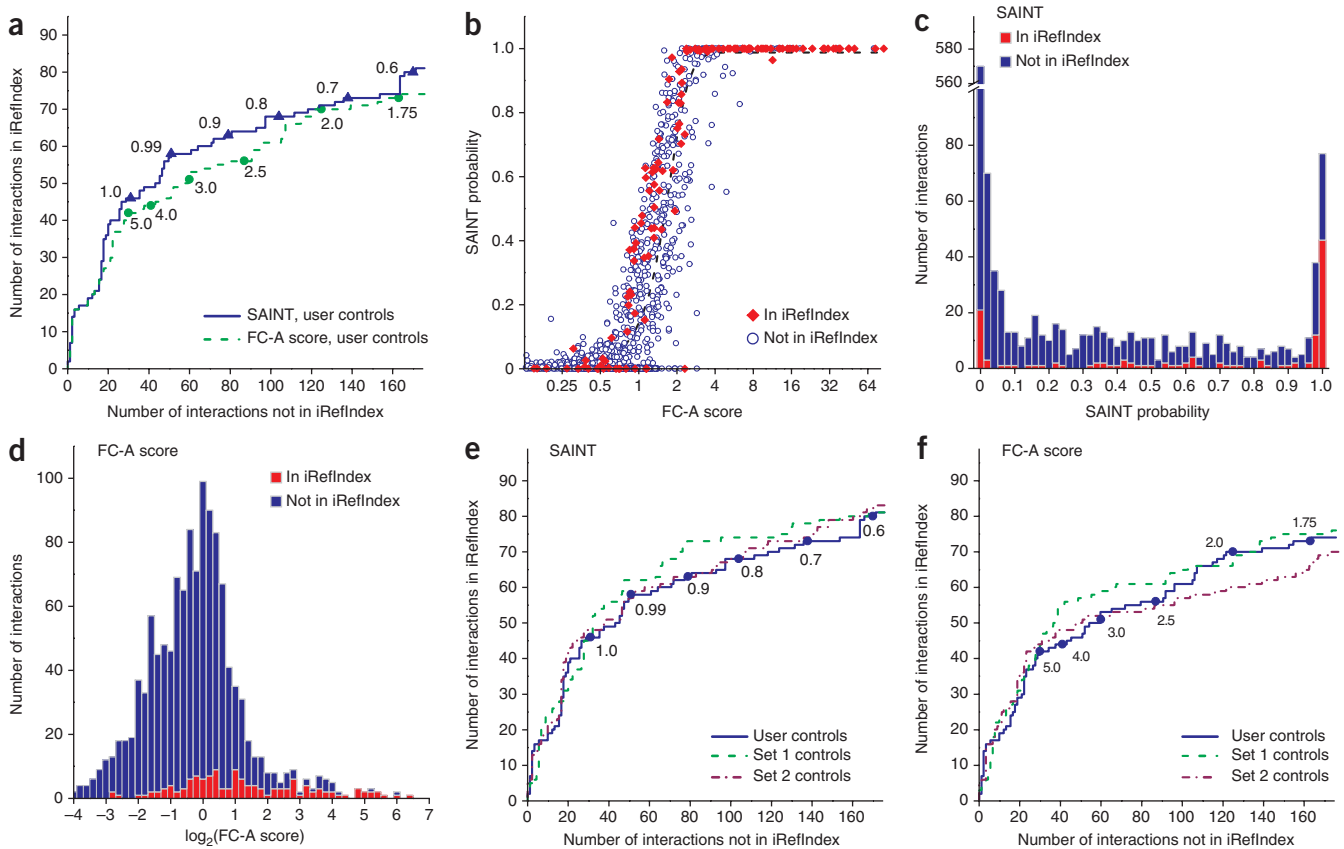 a
Number of interactions in iRefIndex
90
80
70
60
50
40
30
20
10
0
0 20 40 60 80 100 120 140 160
Number of interactions not in iRefIndex
1.0
0.99
0.9
0.8
0.7
0.6
5.0
4.0
3.0
2.5
2.0
1.75
SAINT, user controls
FC-A score, user controls
b
SAINT probability
1.0
0.8
0.6
0.4
0.2
0
0.25 0.5 1 2 4 8 16 32 64
FC-A score
In iRefIndex
Not in iRefIndex
c
SAINT
In iRefIndex
Not in iRefIndex
Number of interactions
580
560
80
60
40
20
0
0 0.1 0.2 0.3 0.4 0.5 0.6 0.7 0.8 0.9 1.0
SAINT probability
d
FC-A score
In iRefIndex
Not in iRefIndex
Number of interactions
100
80
60
40
20
0
–4 –3 –2 –1 0 1 2 3 4 5 6 7
log2(FC-A score)
e
SAINT
Number of interactions in iRefIndex
90
80
70
60
50
40
30
20
10
0
0 20 40 60 80 100 120 140 160
Number of interactions not in iRefIndex
1.0
0.99
0.9
0.8
0.7
0.6
User controls
Set 1 controls
Set 2 controls
f
FC-A score
Number of interactions in iRefIndex
90
80
70
60
50
40
30
20
10
0
0 20 40 60 80 100 120 140 160
Number of interactions not in iRefIndex
5.0
4.0
3.0
2.5
2.0
1.75
User controls
Set 1 controls
Set 2 controls